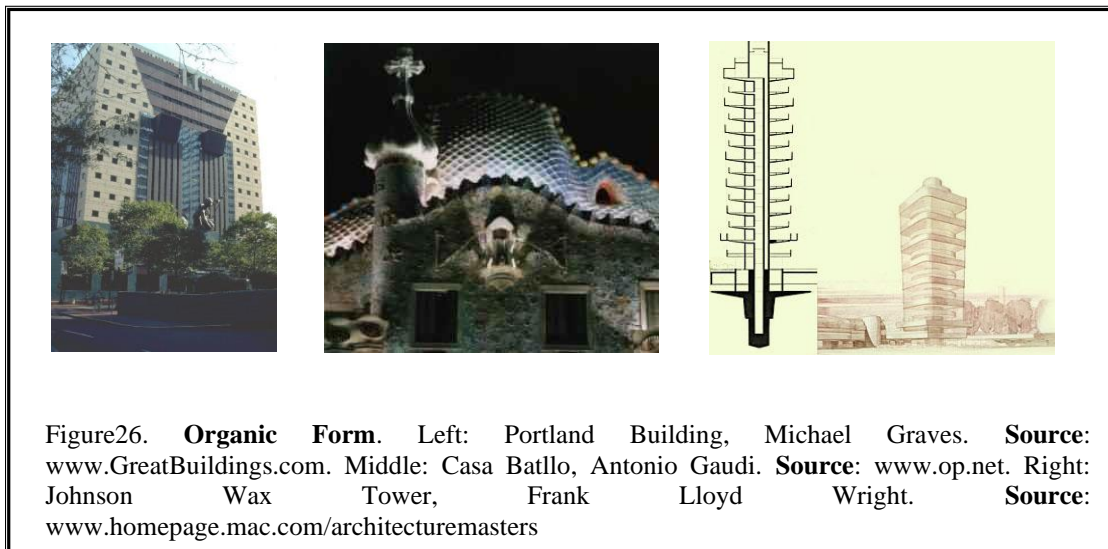 Figure26. Organic Form. Left: Portland Building, Michael Graves. Source:
www.GreatBuildings.com. Middle: Casa Batllo, Antonio Gaudi. Source: www.op.net. Right:
Johnson Wax Tower, Frank Lloyd Wright. Source:
www.homepage.mac.com/architecturemasters